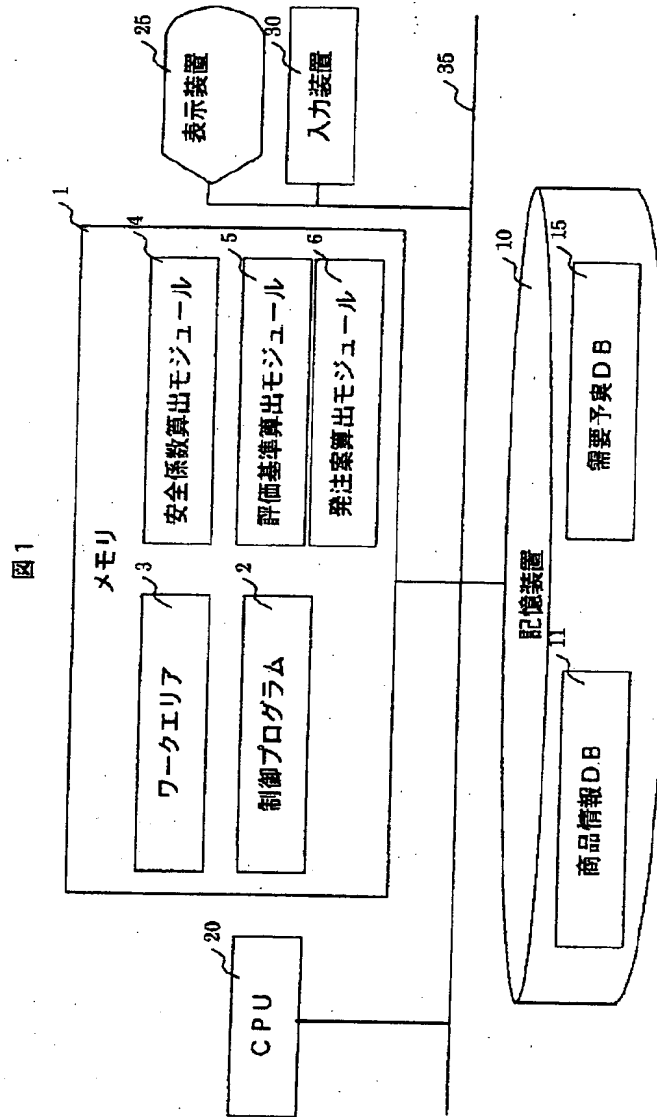 図1
1
メモリ
ワークエリア
3
制御プログラム
2
安全係数算出モジュール
4
評価基準算出モジュール
5
発注案算出モジュール
6
表示装置
25
入力装置
30
CPU
20
35
記憶装置
10
商品情報DB
11
需要予実DB
15